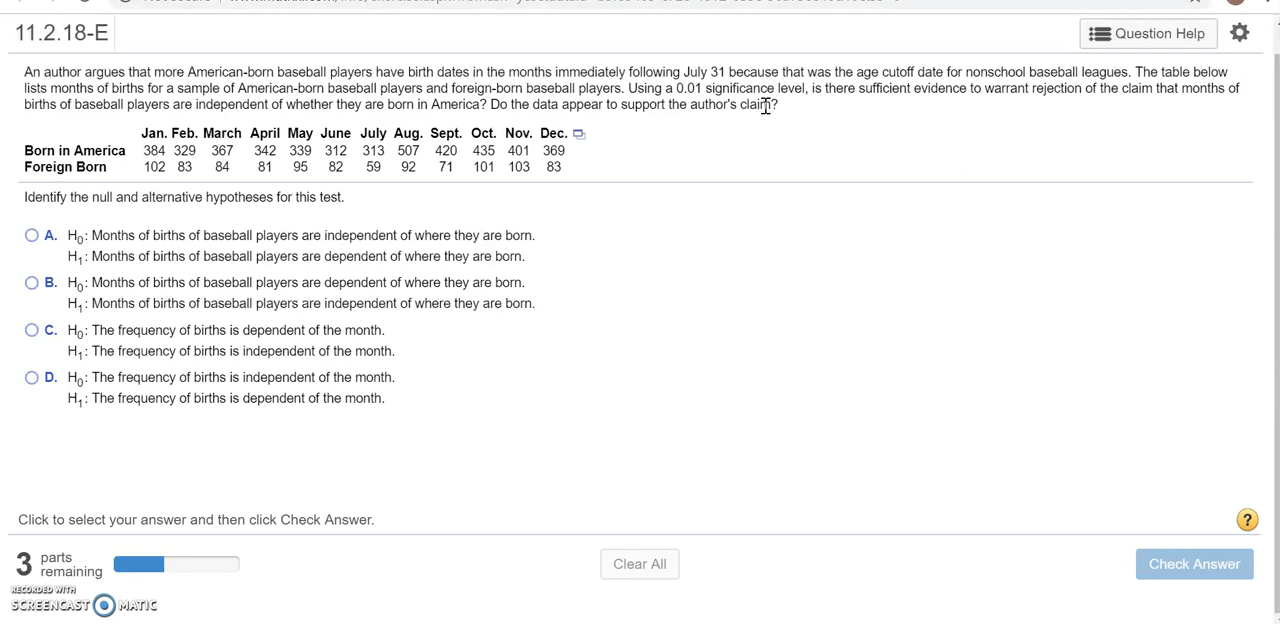 11.2.18-E
Question Help
An author argues that more American-born baseball players have birth dates in the months immediately following July 31 because that was the age cutoff date for nonschool baseball leagues. The table below
lists months of births for a sample of American-born baseball players and foreign-born baseball players. Using a 0.01 significance level, is there sufficient evidence to warrant rejection of the claim that months of
births of baseball players are independent of whether they are born in America? Do the data appear to support the author's claim?
Jan. Feb. March April May June July Aug. Sept. Oct. Nov. Dec.
Born in America 384 329 367 342 339 312 313 507 420 435 401 369
Foreign Born 102 83 84 81 95 82 59 92 71 101 103 83
Identify the null and alternative hypotheses for this test.
A. H0: Months of births of baseball players are independent of where they are born.
H1: Months of births of baseball players are dependent of where they are born.
B. H0: Months of births of baseball players are dependent of where they are born.
H1: Months of births of baseball players are independent of where they are born.
C. H0: The frequency of births is dependent of the month.
H1: The frequency of births is independent of the month.
D. H0: The frequency of births is independent of the month.
H1: The frequency of births is dependent of the month.
Click to select your answer and then click Check Answer.
?
3 parts
remaining
Clear All
Check Answer
RECORDED WITH
SCREENCAST MATIC